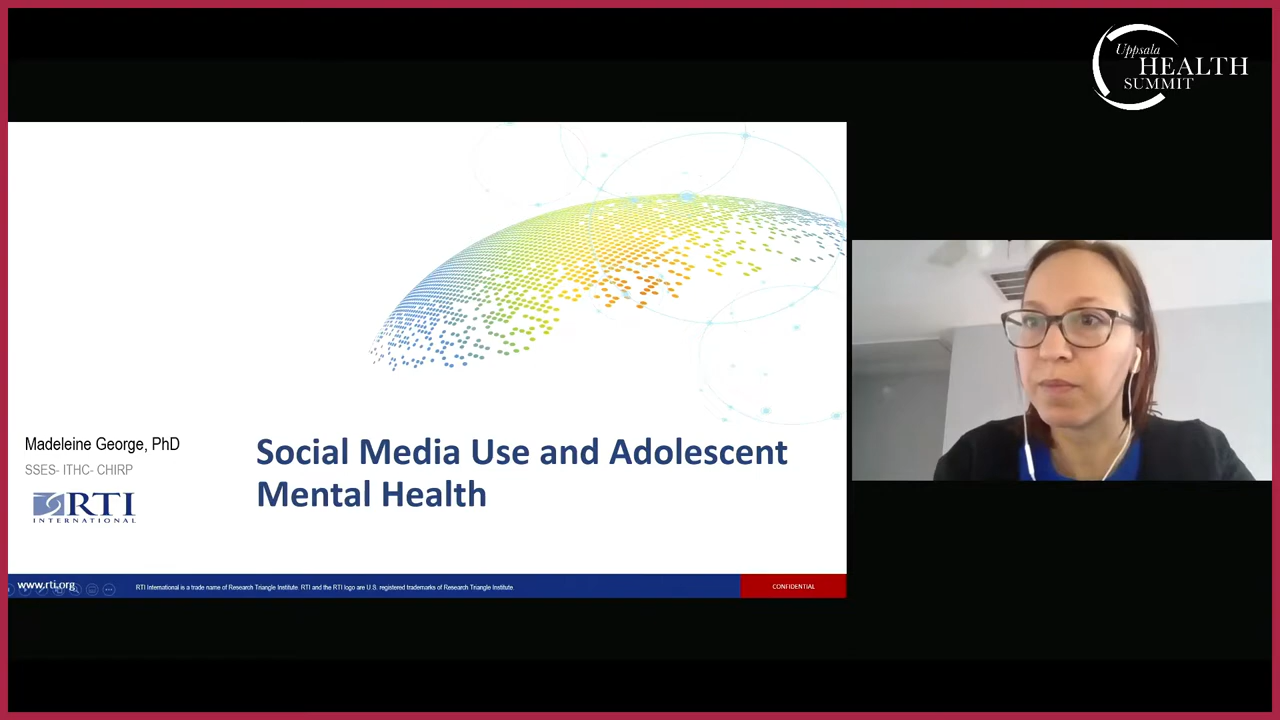 Uppsala
HEALTH
SUMMIT
Madeleine George, PhD
SSES- ITHC- CHIRP
RTI
INTERNATIONAL
Social Media Use and Adolescent
Mental Health
www.rti.org
RTI International is a trade name of Research Triangle Institute. RTI and the RTI logo are U.S. registered trademarks of Research Triangle Institute.
CONFIDENTIAL